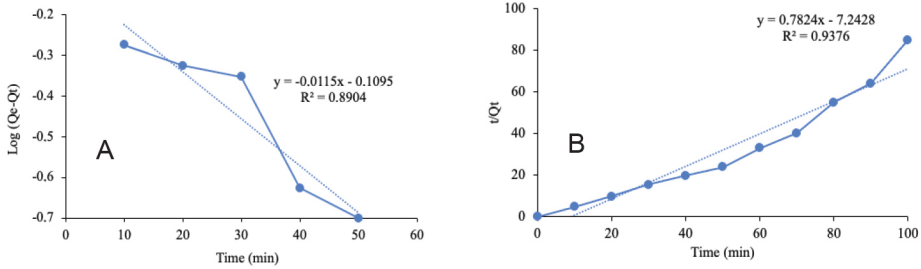 -0.2
-0.3
-0.4
-0.5
-0.6
-0.7
Log (Qe-Qt)
y = -0.0115x - 0.1095
R² = 0.8904
A
0 10 20 30 40 50 60
Time (min)
100
80
60
40
20
0
t/Qt
y = 0.7824x - 7.2428
R² = 0.9376
B
0 20 40 60 80 100
Time (min)